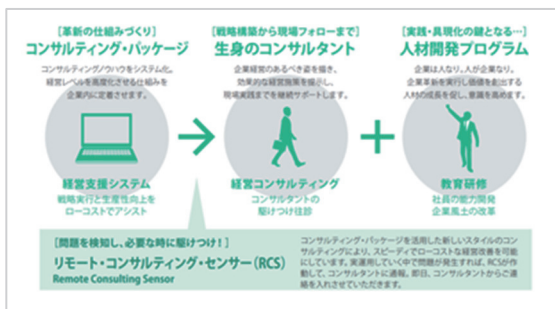 [革新の仕組みづくり]
コンサルティング・パッケージ
コンサルティングノウハウをシステム化。
経営レベルを高度化させる仕組みを
企業内に定着させます。
経営支援システム
戦略実行と生産性向上を
ローコストでアシスト
[戦略構築から現場フォローまで]
生身のコンサルタント
企業経営のあるべき姿を描き、
効果的な経営施策を提示し、
現場実践までを継続サポートします。
経営コンサルティング
コンサルタントの
駆けつけ往診
[実践・具現化の鍵となる…]
人材開発プログラム
企業は人なり。人が企業なり。
企業革新を実行し価値を創出する
人材の成長を促し、意識を高めます。
教育研修
社員の能力開発
企業風土の改革
[問題を検知し、必要な時に駆けつけ！]
リモート・コンサルティング・センサー(RCS)
Remote Consulting Sensor
コンサルティング・パッケージを活用した新しいスタイルのコン
サルティングにより、スピーディでローコストな経営改善を可能
にしています。実運用していく中で問題が発生すれば、RCSが作
動して、コンサルタントに通報。即日、コンサルタントからご連
絡を入れさせていただきます。